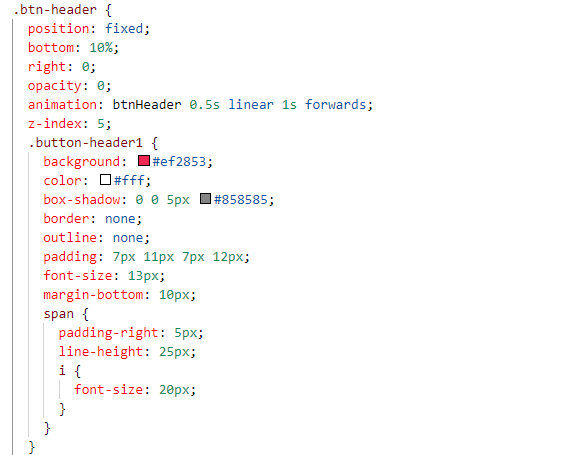 .btn-header {
position: fixed;
bottom: 10%;
right: 0;
opacity: 0;
animation: btnHeader 0.5s linear 1s forwards;
z-index: 5;
.button-header1 {
background: #ef2853;
color: #fff;
box-shadow: 0 0 5px #858585;
border: none;
outline: none;
padding: 7px 11px 7px 12px;
font-size: 13px;
margin-bottom: 10px;
span {
padding-right: 5px;
line-height: 25px;
i {
font-size: 20px;
}
}
}